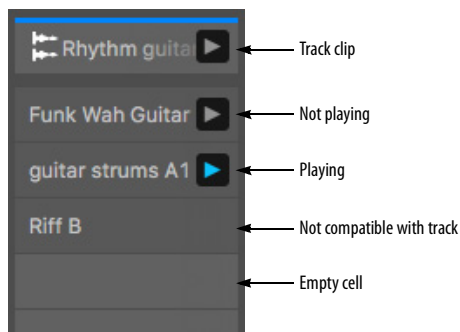 Rhythm guita
Track clip
Funk Wah Guitar
Not playing
guitar strums A1
Playing
Riff B
Not compatible with track
Empty cell